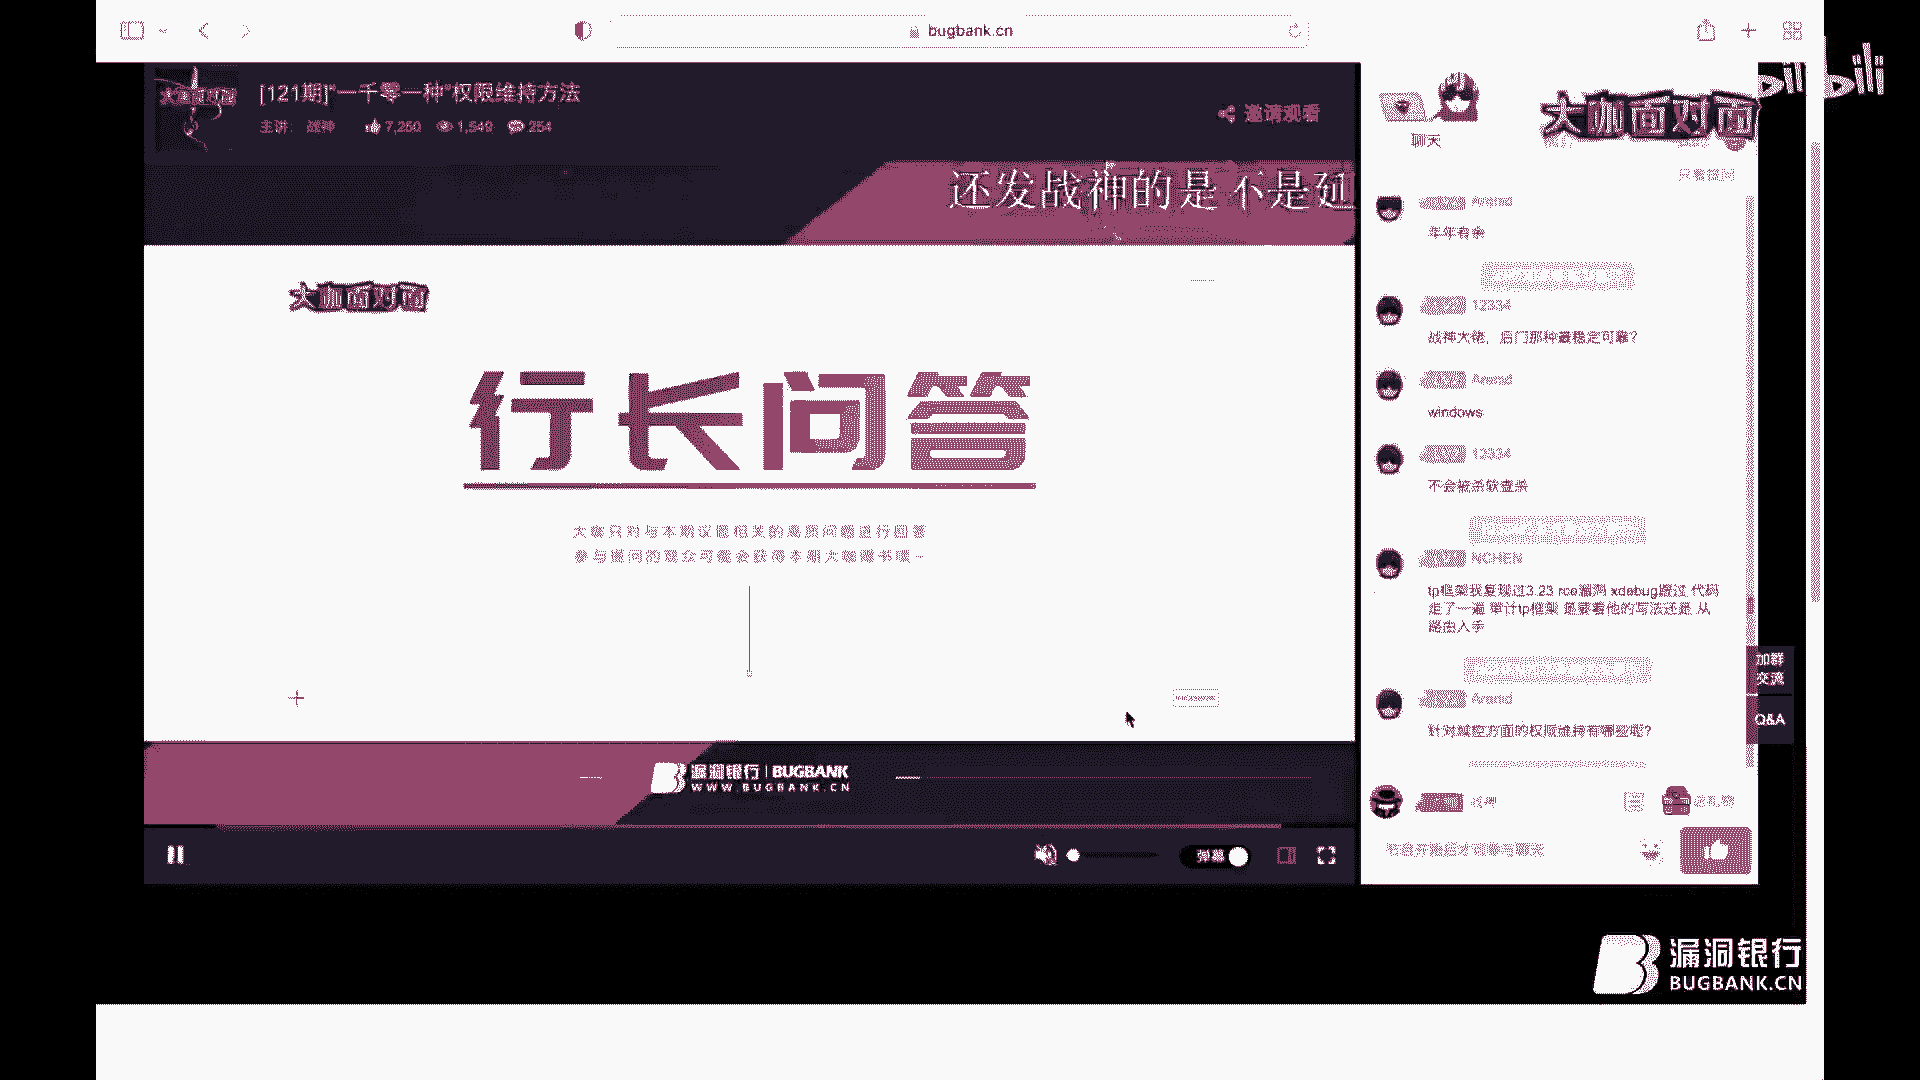 bugbank.cn
bilibili
大咖面对面
[121期]"一千零一种"权限维持方法
主讲: 战神 7,250 1,549 254
邀请观看
大咖面对面
聊天
只看提问
还发战神的是 不是延
大咖面对面
行长问答
大咖只对与本期议题相关的高质问题进行回答
参与提问的观众可能会获得本期大咖赠书哦~
漏洞银行 | BUGBANK
WWW.BUGBANK.CN
弹幕
Arend
年年有余
12334
战神大佬，后门那种最稳定可靠？
Arend
windows
12334
不会被杀软查杀
NCHEN
tp框架我复现过3.23 rce漏洞 xdebug跟过 代码
走了一遍 审计tp框架 是要看他的写法还是 从
路由入手
Arend
针对域控方面的权限维持有哪些呢？
战神
送礼物
节目开始后才可参与聊天
加群
交流
Q&A
漏洞银行
BUGBANK.CN